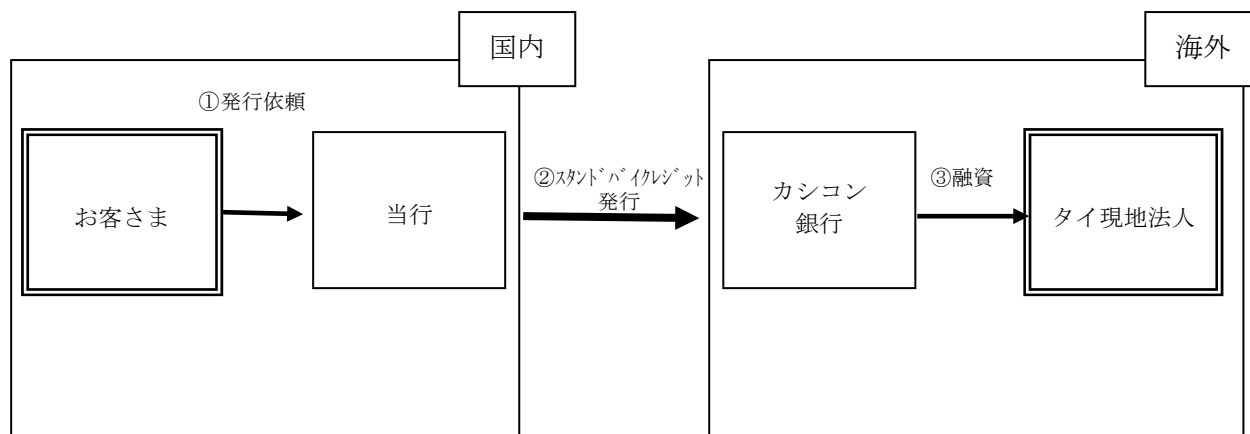 国内
海外
①発行依頼
お客さま
当行
②ｽﾀﾝﾄﾞﾊﾞｲｸﾚｼﾞｯﾄ
発行
カシコン
銀行
③融資
タイ現地法人